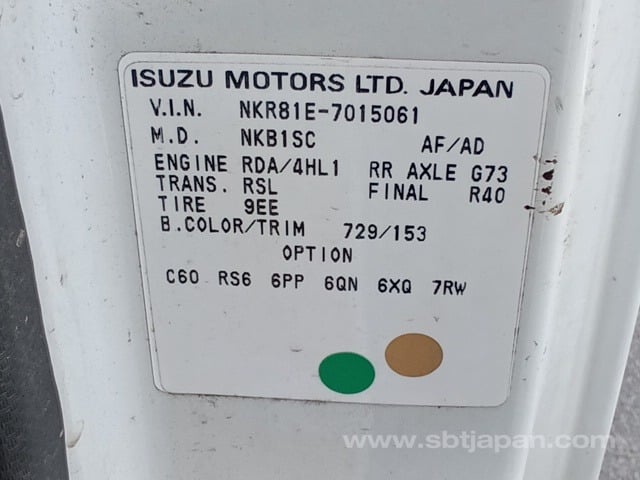 ISUZU MOTORS LTD. JAPAN
V.I.N. NKR81E-7015061
M.D. NKB1SC AF/AD
ENGINE RDA/4HL1 RR AXLE G73
TRANS. RSL FINAL R40
TIRE 9EE
B.COLOR/TRIM 729/153
OPTION
C60 RS6 6PP 6QN 6XQ 7RW
www.sbtjapan.com